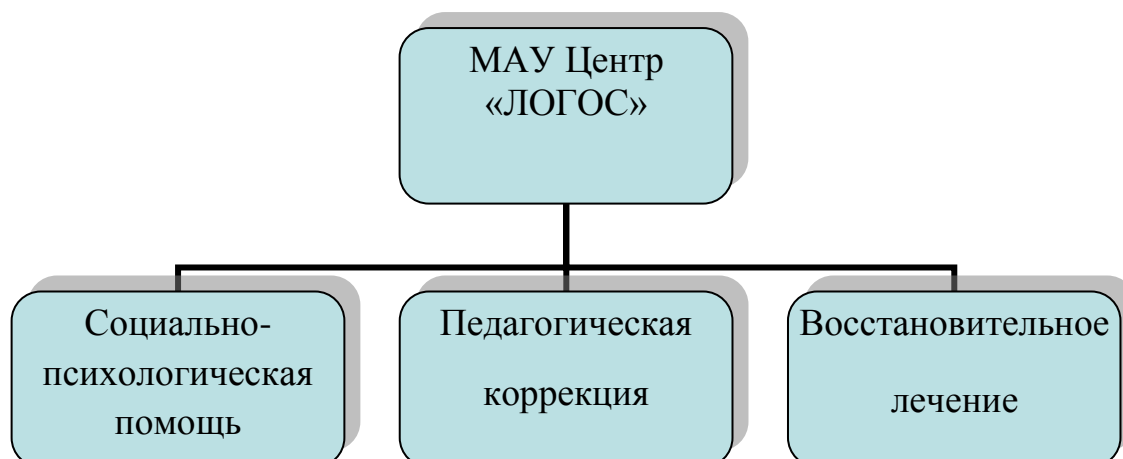 МАУ Центр
«ЛОГОС»
Социально-
психологическая
помощь
Педагогическая
коррекция
Восстановительное
лечение